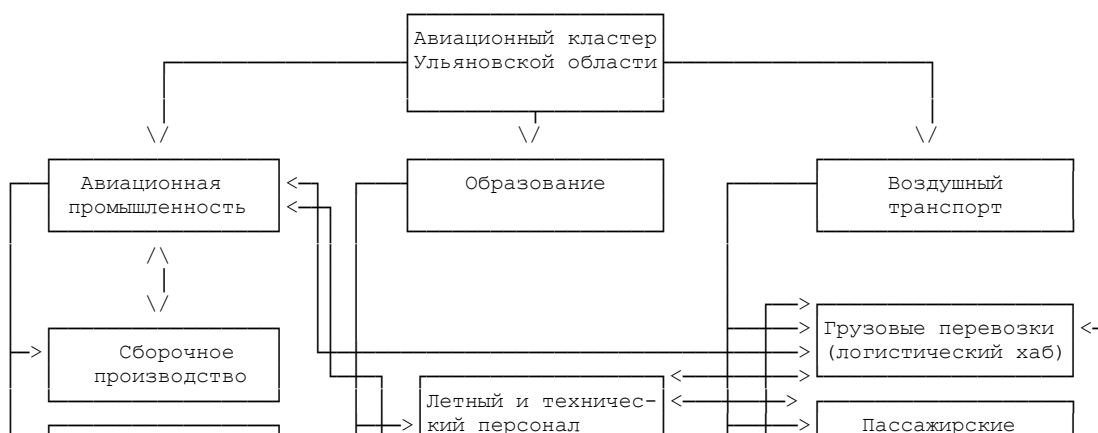 Авиационный кластер
Ульяновской области
Авиационная
промышленность
Образование
Воздушный
транспорт
Сборочное
производство
Грузовые перевозки
(логистический хаб)
Летный и техничес-
кий персонал
Пассажирские